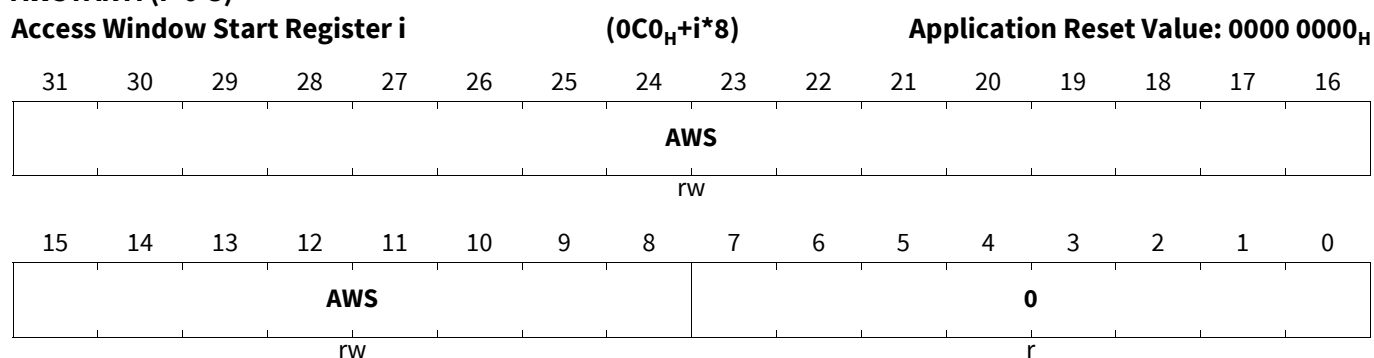 Access Window Start Register i (0C0H+i*8) Application Reset Value: 0000 0000H
31 30 29 28 27 26 25 24 23 22 21 20 19 18 17 16
AWS
rw
15 14 13 12 11 10 9 8 7 6 5 4 3 2 1 0
AWS 0
rw r